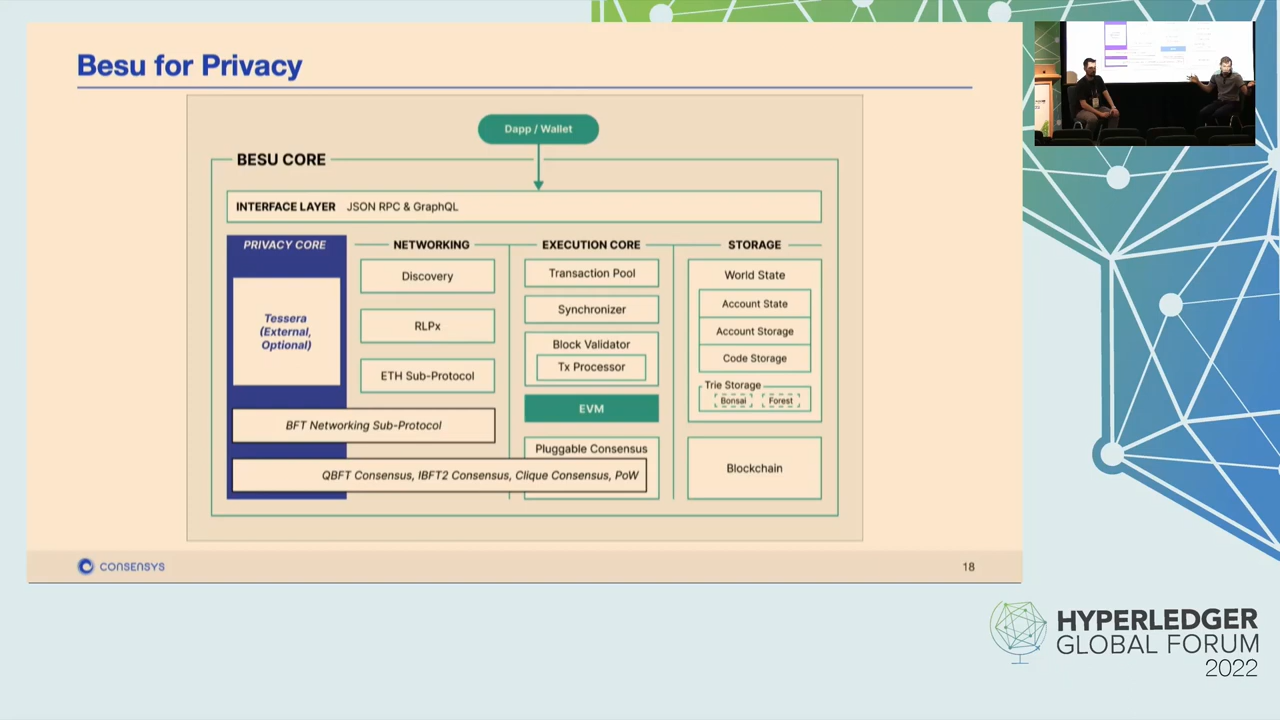 Besu for Privacy
Dapp / Wallet
BESU CORE
INTERFACE LAYER JSON RPC & GraphQL
PRIVACY CORE
Tessera
(External,
Optional)
NETWORKING
Discovery
RLPx
ETH Sub-Protocol
BFT Networking Sub-Protocol
EXECUTION CORE
Transaction Pool
Synchronizer
Block Validator
Tx Processor
EVM
Pluggable Consensus
QBFT Consensus, IBFT2 Consensus, Clique Consensus, PoW
STORAGE
World State
Account State
Account Storage
Code Storage
Trie Storage
Bonsai Forest
Blockchain
CONSENSYS
18
HYPERLEDGER
GLOBAL FORUM
2022